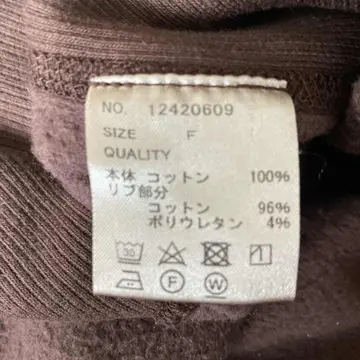 NO. 12420609
SIZE F
QUALITY
本体 コットン 100%
リブ部分
コットン 96%
ポリウレタン 4%
30
F W